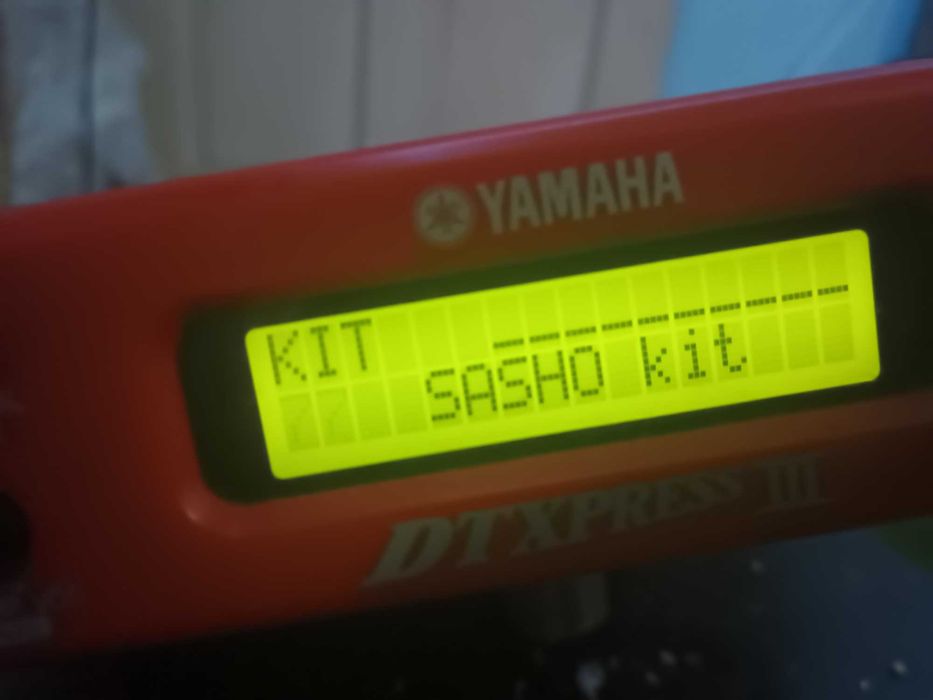 YAMAHA
KIT
SASHO kit
DTXPRESS III